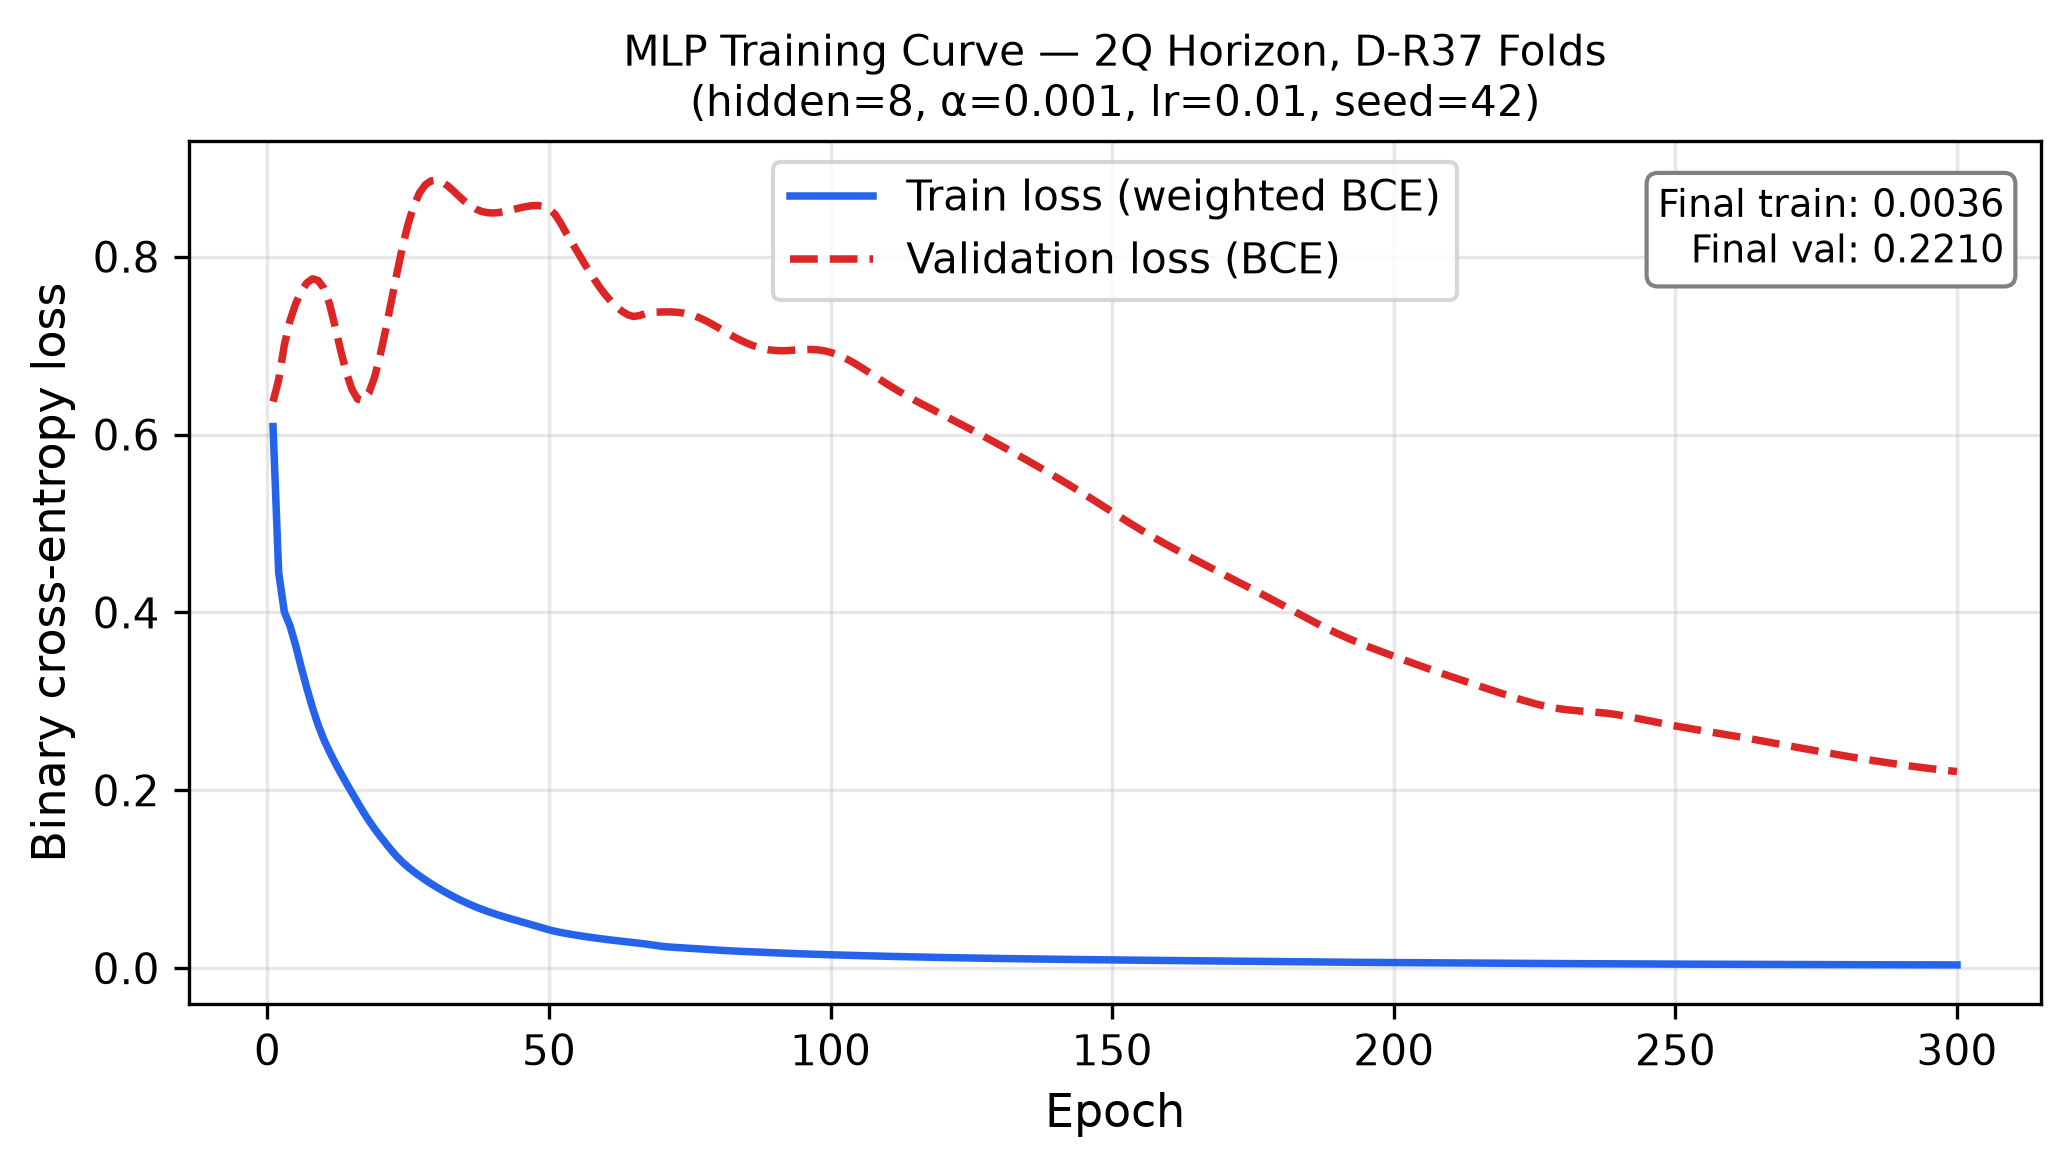 MLP Training Curve — 2Q Horizon, D-R37 Folds
(hidden=8, α=0.001, lr=0.01, seed=42)
Train loss (weighted BCE)
Validation loss (BCE)
Final train: 0.0036
Final val: 0.2210
Binary cross-entropy loss
0.8
0.6
0.4
0.2
0.0
0 50 100 150 200 250 300
Epoch